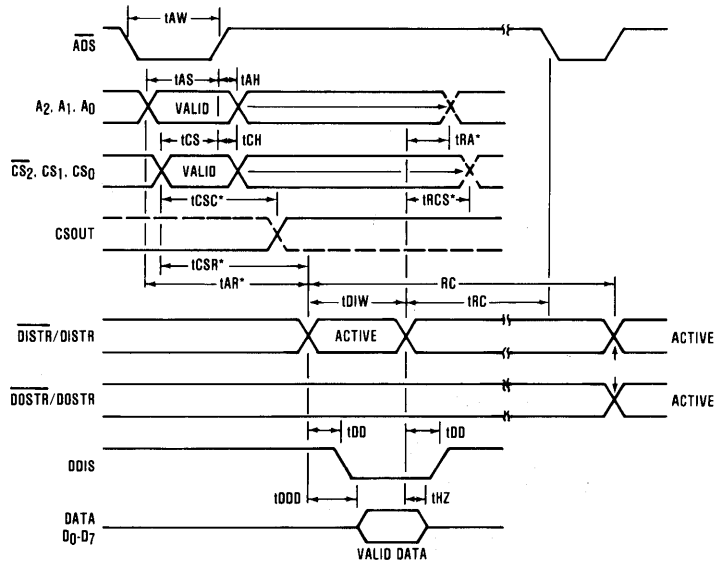 tAW
ADS
tAS
tAH
A2, A1, A0
VALID
tCS
tCH
tRA*
CS2, CS1, CS0
VALID
tCSC*
tRCS*
CSOUT
tCSR*
tAR*
RC
tDIW
tRC
DISTR/DISTR
ACTIVE
ACTIVE
DOSTR/DOSTR
ACTIVE
tDD
tDD
DDIS
tDDD
tHZ
DATA
D0-D7
VALID DATA